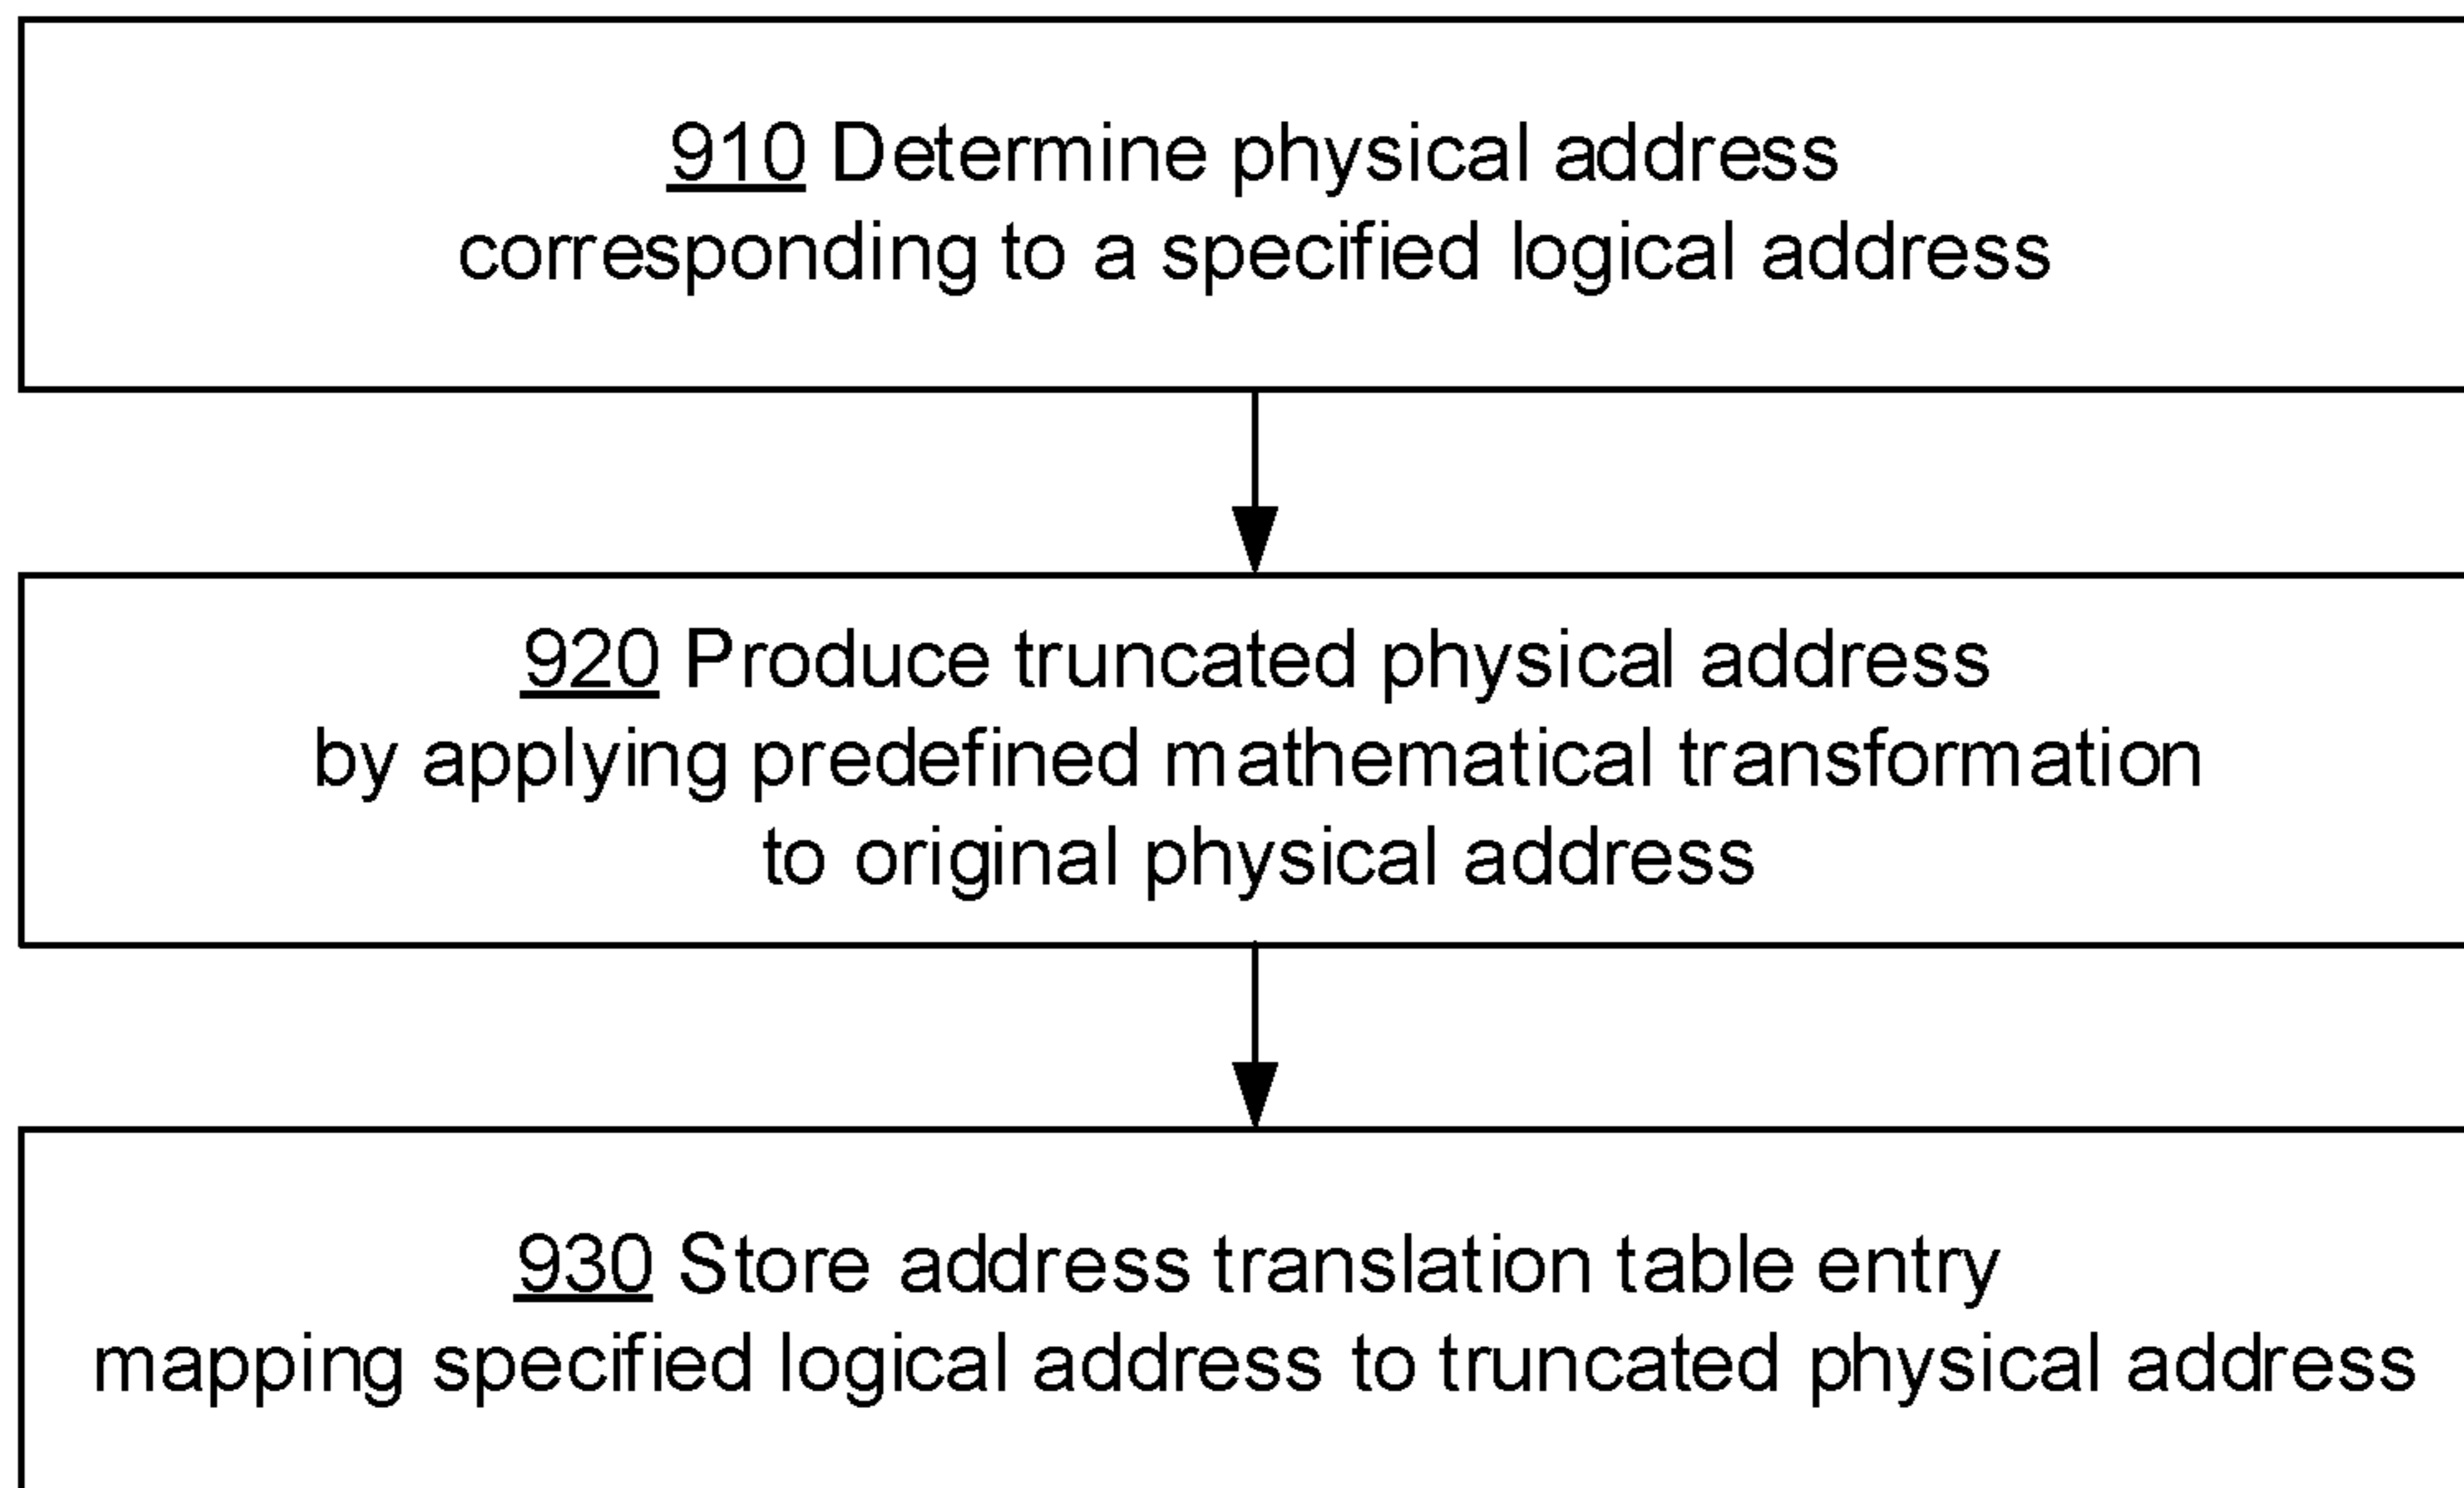 910 Determine physical address
corresponding to a specified logical address
920 Produce truncated physical address
by applying predefined mathematical transformation
to original physical address
930 Store address translation table entry
mapping specified logical address to truncated physical address